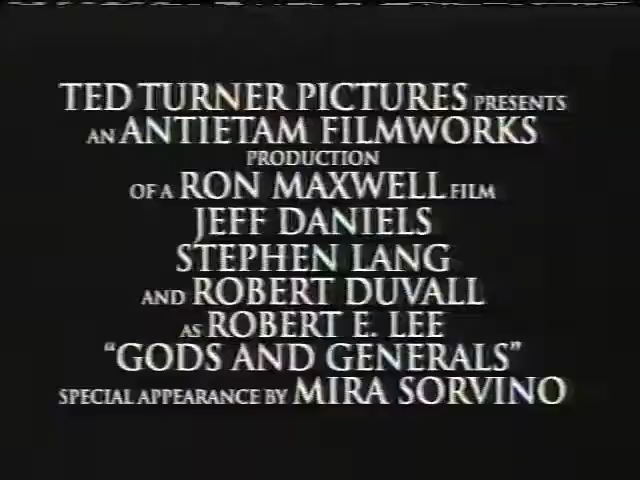 TED TURNER PICTURES PRESENTS
AN ANTIETAM FILMWORKS
PRODUCTION
OF A RON MAXWELL FILM
JEFF DANIELS
STEPHEN LANG
AND ROBERT DUVALL
AS ROBERT E. LEE
“GODS AND GENERALS”
SPECIAL APPEARANCE BY MIRA SORVINO